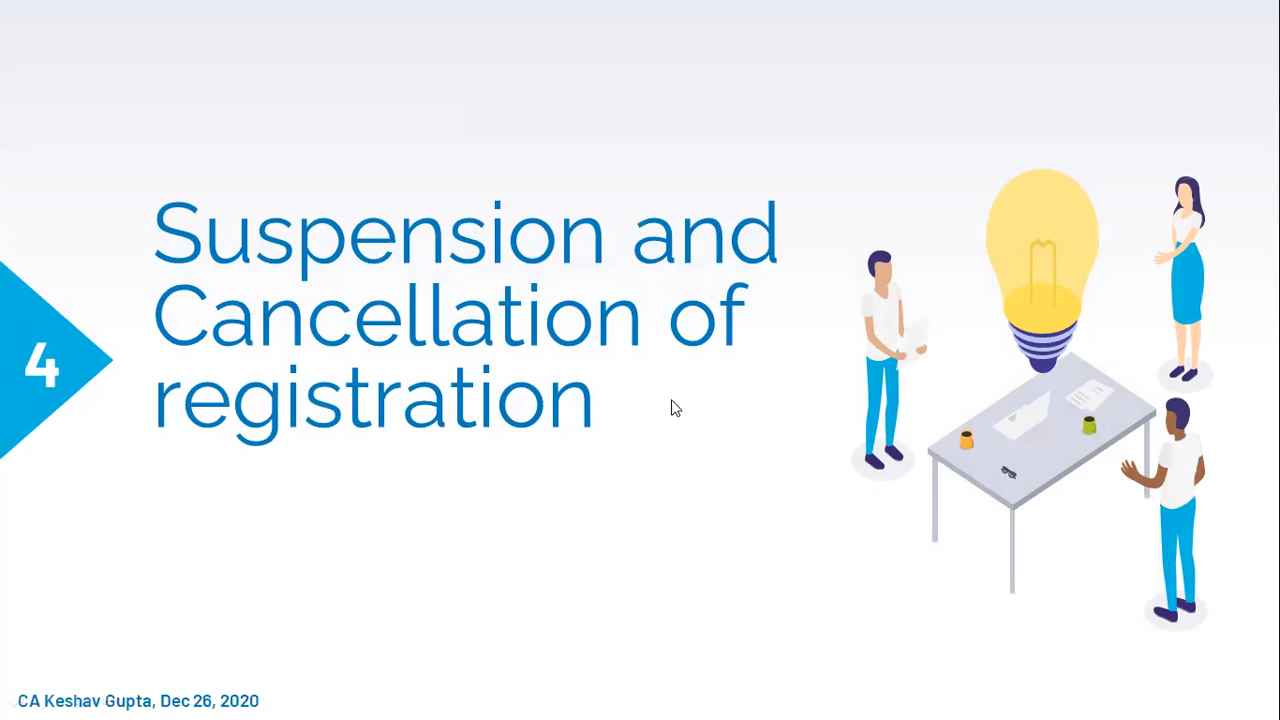 Suspension and
Cancellation of
registration
4
CA Keshav Gupta, Dec 26, 2020